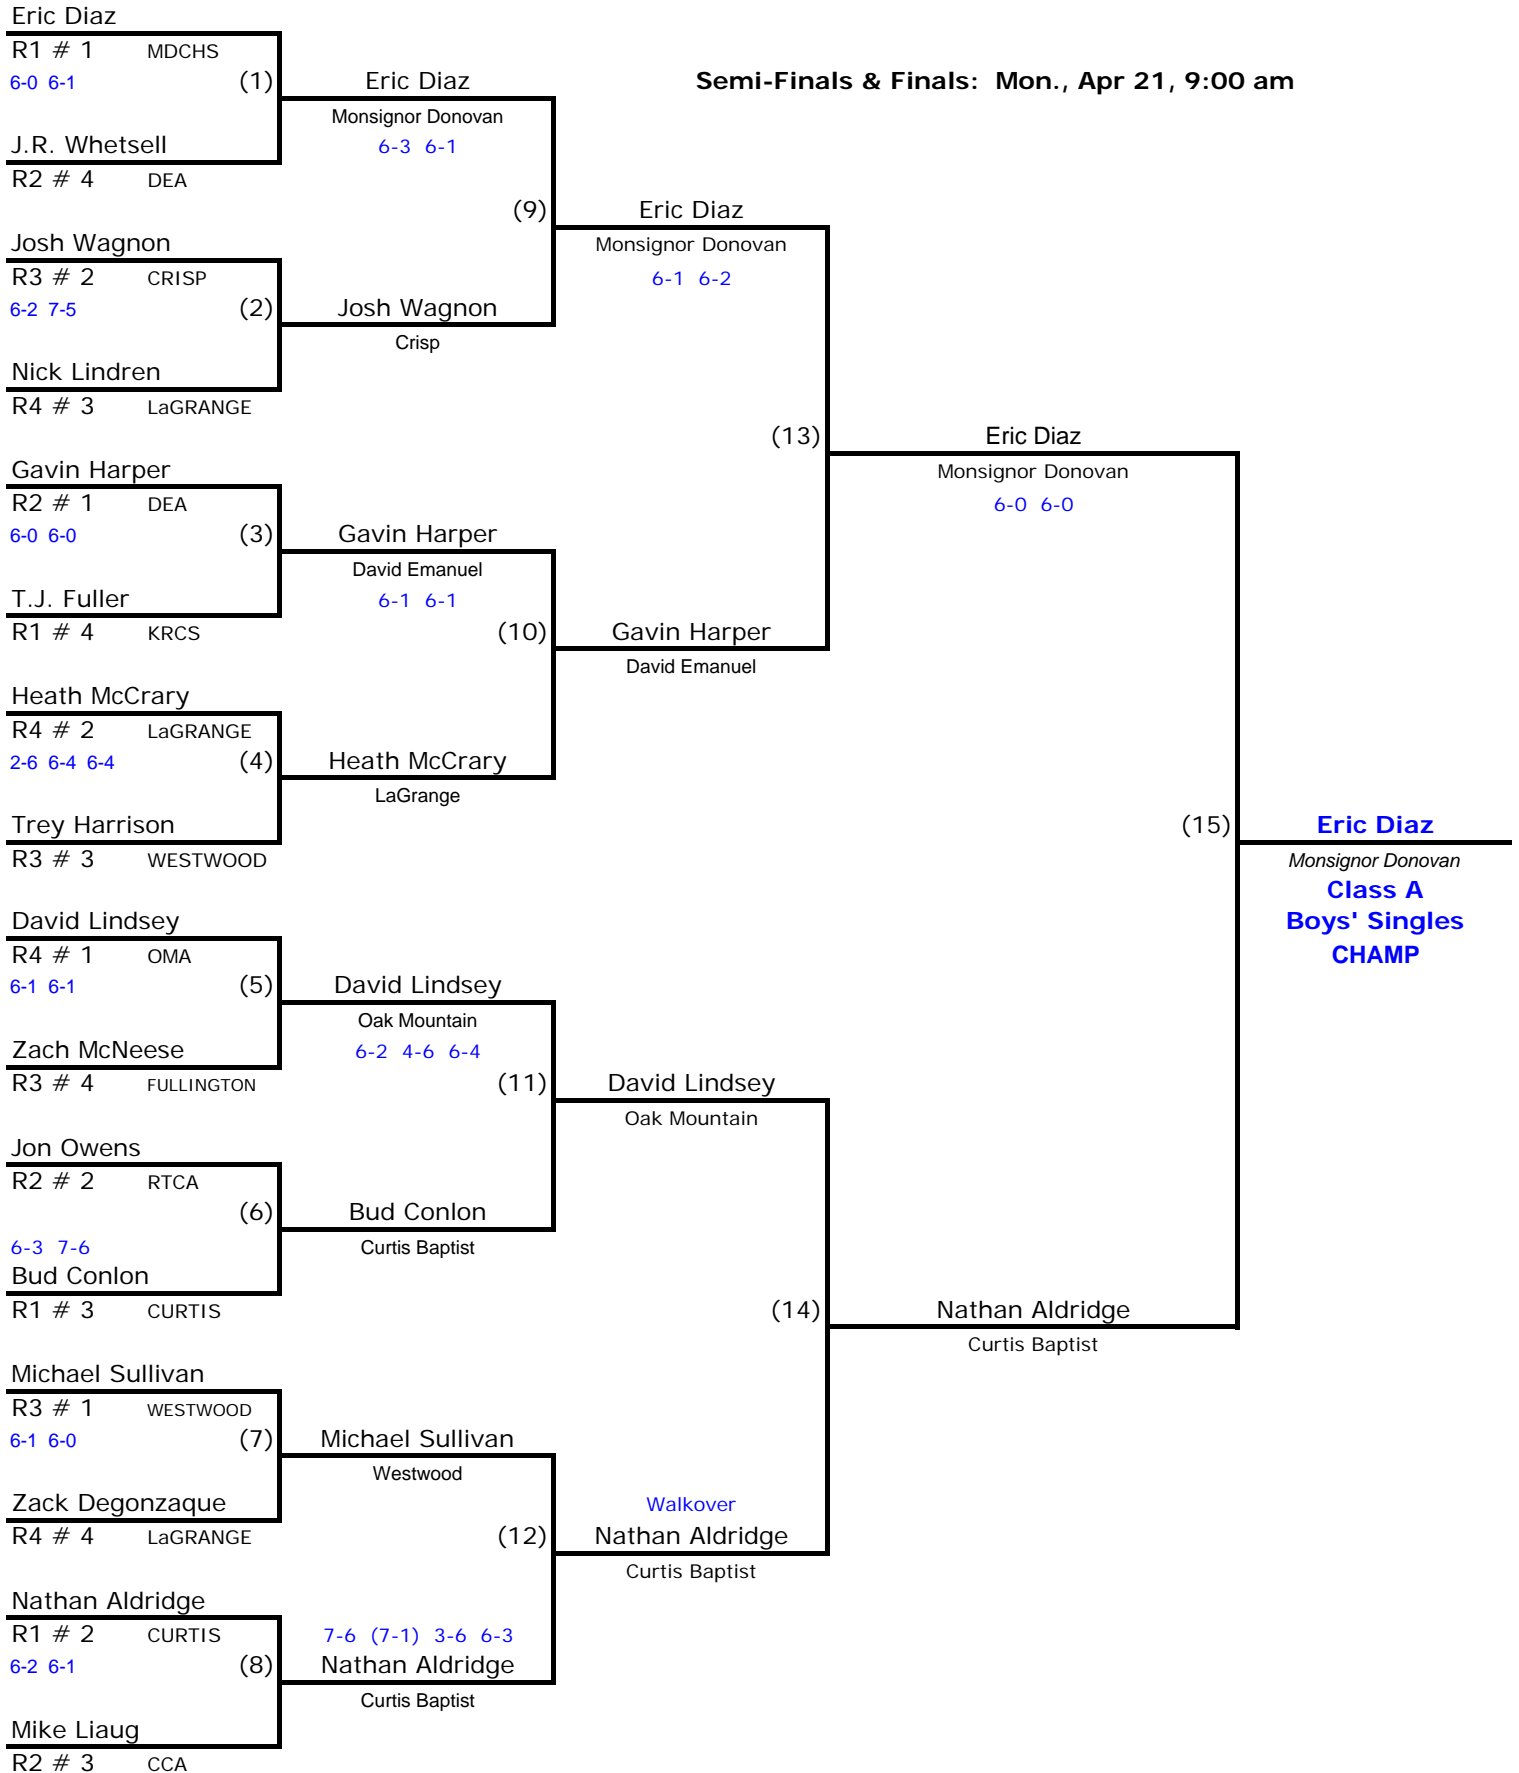 Eric Diaz
R1 # 1 MDCHS
6-0 6-1 (1)
Eric Diaz
Semi-Finals & Finals: Mon., Apr 21, 9:00 am
Monsignor Donovan
J.R. Whetsell
6-3 6-1
R2 # 4 DEA
(9)
Eric Diaz
Josh Wagnon
Monsignor Donovan
R3 # 2 CRISP
6-1 6-2
6-2 7-5 (2)
Josh Wagnon
Crisp
Nick Lindren
R4 # 3 LaGRANGE
(13)
Eric Diaz
Gavin Harper
Monsignor Donovan
R2 # 1 DEA
6-0 6-0
6-0 6-0 (3)
Gavin Harper
David Emanuel
T.J. Fuller
6-1 6-1
R1 # 4 KRCS
(10)
Gavin Harper
David Emanuel
Heath McCrary
R4 # 2 LaGRANGE
2-6 6-4 6-4 (4)
Heath McCrary
LaGrange
Trey Harrison
(15)
Eric Diaz
R3 # 3 WESTWOOD
Monsignor Donovan
Class A
Boys' Singles
CHAMP
David Lindsey
R4 # 1 OMA
6-1 6-1 (5)
David Lindsey
Oak Mountain
Zach McNeese
6-2 4-6 6-4
R3 # 4 FULLINGTON
(11)
David Lindsey
Oak Mountain
Jon Owens
R2 # 2 RTCA
(6)
Bud Conlon
6-3 7-6
Curtis Baptist
Bud Conlon
R1 # 3 CURTIS
(14)
Nathan Aldridge
Curtis Baptist
Michael Sullivan
R3 # 1 WESTWOOD
6-1 6-0 (7)
Michael Sullivan
Westwood
Zack Degonzaque
Walkover
R4 # 4 LaGRANGE
(12)
Nathan Aldridge
Curtis Baptist
Nathan Aldridge
R1 # 2 CURTIS
7-6 (7-1) 3-6 6-3
6-2 6-1 (8)
Nathan Aldridge
Curtis Baptist
Mike Liaug
R2 # 3 CCA